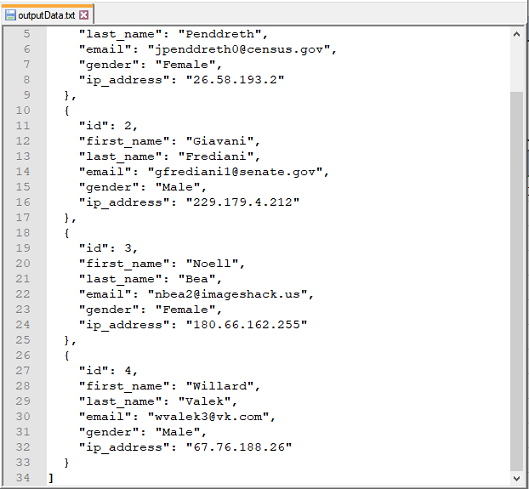 outputData.txt
5 "last_name": "Penddreth",
6 "email": "jpenddreth0@census.gov",
7 "gender": "Female",
8 "ip_address": "26.58.193.2"
9 },
10 {
11 "id": 2,
12 "first_name": "Giavani",
13 "last_name": "Frediani",
14 "email": "gfrediani1@senate.gov",
15 "gender": "Male",
16 "ip_address": "229.179.4.212"
17 },
18 {
19 "id": 3,
20 "first_name": "Noell",
21 "last_name": "Bea",
22 "email": "nbea2@imageshack.us",
23 "gender": "Female",
24 "ip_address": "180.66.162.255"
25 },
26 {
27 "id": 4,
28 "first_name": "Willard",
29 "last_name": "Valek",
30 "email": "wvalek3@vk.com",
31 "gender": "Male",
32 "ip_address": "67.76.188.26"
33 }
34 ]